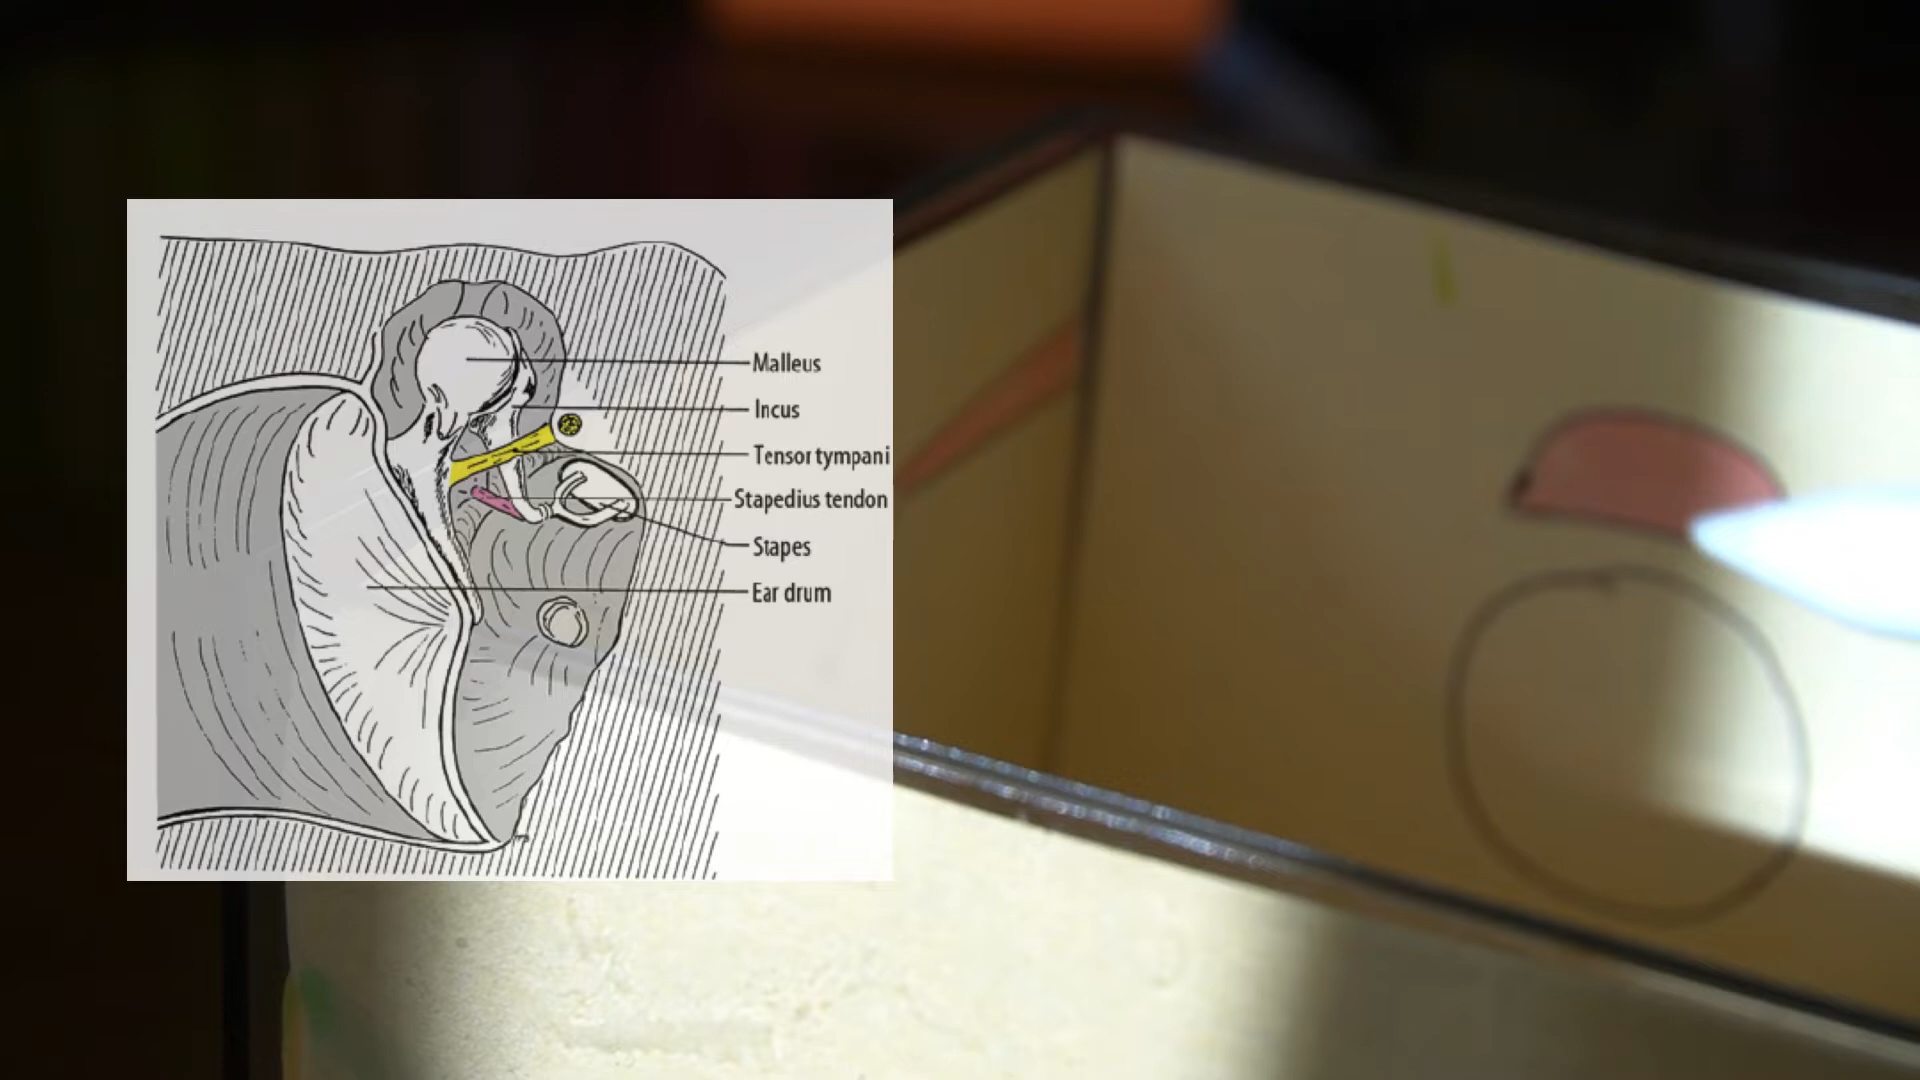 Malleus
Incus
Tensor tympani
Stapedius tendon
Stapes
Ear drum